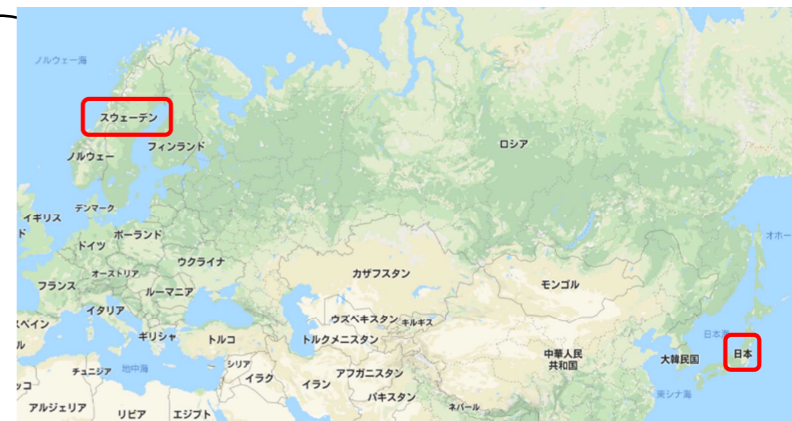 ノルウェー海
スウェーデン
ノルウェー
フィンランド
ロシア
デンマーク
イギリス
ド
ポーランド
ドイツ
オーストリア
ウクライナ
フランス
ルーマニア
カザフスタン
モンゴル
オホー
イタリア
スペイン
ル
ギリシャ
トルコ
ウズベキスタン
キルギス
トルクメニスタン
日本海
日本
大韓民国
中華人民
共和国
チュニジア
地中海
シリア
イラク
イラン
アフガニスタン
パキスタン
ネパール
東シナ海
ッコ
アルジェリア
リビア
エジプト